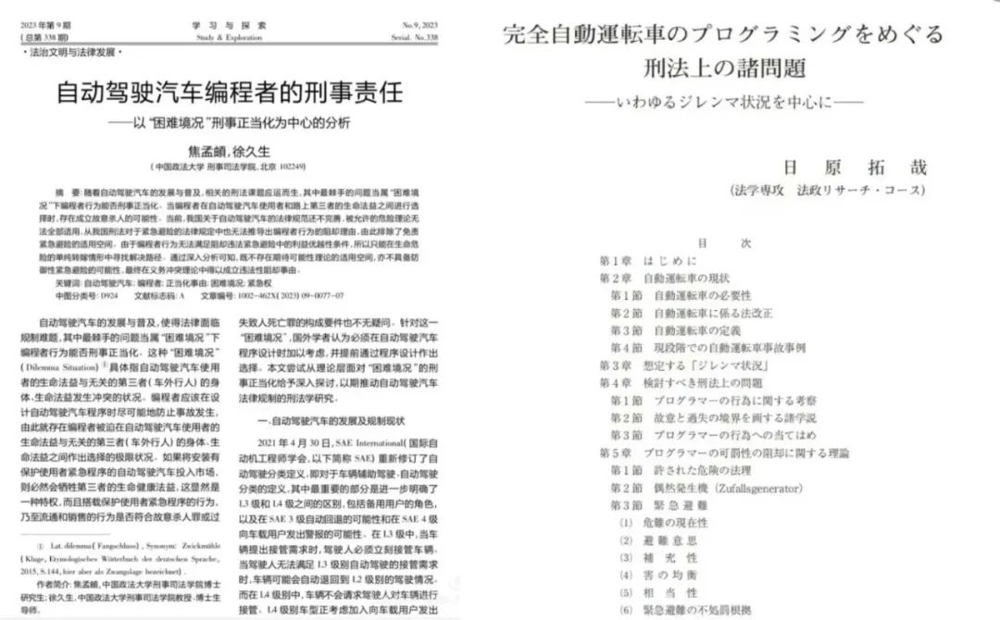 2023年第9期
（总第338期）
学 习 与 探 索
Study & Exploration
No.9, 2023
Serial. No.338
·法治文明与法律发展·
自动驾驶汽车编程者的刑事责任
——以“困难境况”刑事正当化为中心的分析
焦孟頔，徐久生
（中国政法大学 刑事司法学院，北京 102249）
摘 要：随着自动驾驶汽车的发展与普及，相关的刑法课题应运而生，其中最棘手的问题当属“困难境
况”下编程者行为能否刑事正当化。当编程者在自动驾驶汽车使用者和路上第三者的生命法益之间进行选
择时，存在成立故意杀人的可能性。当前，我国关于自动驾驶汽车的法律规范还不完善，被允许的危险理论无
法全部适用，从我国刑法对于紧急避险的法律规定中也无法推导出编程者行为的阻却理由，由此排除了免责
紧急避险的适用空间。由于编程者行为无法满足阻却违法紧急避险中的利益优越性条件，所以只能在生命危
险的单纯转嫁情形中寻找解决路径。通过深入分析可知，既不存在期待可能性理论的适用空间，亦不具备防
御性紧急避险的可能性，最终在义务冲突理论中得以成立违法性阻却事由。
关键词：自动驾驶汽车；编程者；正当化事由；困难境况；紧急权
中图分类号：D924 文献标志码：A 文章编号：1002-462X（2023）09-0077-07
自动驾驶汽车的发展与普及，使得法律面临
规制难题，其中最棘手的问题当属“困难境况”下
编程者行为能否刑事正当化。这种“困难境况”
（Dilemma Situation）①具体指自动驾驶汽车使用
者的生命法益与无关的第三者（车外行人）的身
体、生命法益发生冲突的状况。编程者应该在设
计自动驾驶汽车程序时尽可能地防止事故发生，
由此就存在编程者被迫在自动驾驶汽车使用者的
生命法益与无关的第三者（车外行人）的身体、生
命法益之间作出选择的极限状况。如果将安装有
保护使用者紧急程序的自动驾驶汽车投入市场，
则必然会牺牲第三者的生命健康法益，这显然是
一种特权，而且搭载保护使用者紧急程序的行为，
乃至流通和销售的行为是否符合故意杀人罪或过
① Lat. dilemma（Fangschluss），Synonym：Zwickmühle
（Kluge, Etymologisches Wörterbuch der deutschen Sprache,
2015, S.144, hier aber als Zwangslage bezeichnet）.
作者简介：焦孟頔，中国政法大学刑事司法学院博士
研究生；徐久生，中国政法大学刑事司法学院教授、博士生
导师。
失致人死亡罪的构成要件也不无疑问。针对这一
“困难境况”，国外学者认为必须在自动驾驶汽车
程序设计时加以考虑，并提前通过程序设计作出
选择。本文尝试从理论层面对“困难境况”的刑
事正当化给予深入探讨，以期推动自动驾驶汽车
法律规制的刑法学研究。
一、自动驾驶汽车的发展及规制现状
2021年4月30日，SAE International（国际自
动机工程师学会，以下简称SAE）重新修订了自
动驾驶分类定义，即对于车辆辅助驾驶、自动驾驶
分类的定义，其中最重要的部分是进一步明确了
L3级和L4级之间的区别，包括备用用户的角色，
以及在SAE 3级自动回退的可能性和在SAE 4级
向车载用户发出警报的可能性。在L3级中，当车
辆提出接管需求时，驾驶人必须立刻接管车辆。
当驾驶人无法满足L3级别自动驾驶的接管需求
时，车辆可能会自动退回到L2级别的驾驶情况。
而在L4级别中，车辆不会请求驾驶人对车辆进行
接管。L4级别车型正考虑加入向车载用户发出
完全自動運転車のプログラミングをめぐる
刑法上の諸問題
——いわゆるジレンマ状況を中心に——
日 原 拓 哉
（法学専攻 法政リサーチ・コース）
目 次
第1章 はじめに
第2章 自動運転車の現状
第1節 自動運転車の必要性
第2節 自動運転車に係る法改正
第3節 自動運転車の定義
第4節 現段階での自動運転車事故事例
第3章 想定する「ジレンマ状況」
第4章 検討すべき刑法上の問題
第1節 プログラマーの行為に関する考察
第2節 故意と過失の境界を画する諸学説
第3節 プログラマーの行為への当てはめ
第5章 プログラマーの可罰性の阻却に関する理論
第1節 許された危険の法理
第2節 偶然発生機（Zufallsgenerator）
第3節 緊急避難
(1) 危難の現在性
(2) 避難意思
(3) 補 充 性
(4) 害の均衡
(5) 相 当 性
(6) 緊急避難の不処罰根拠